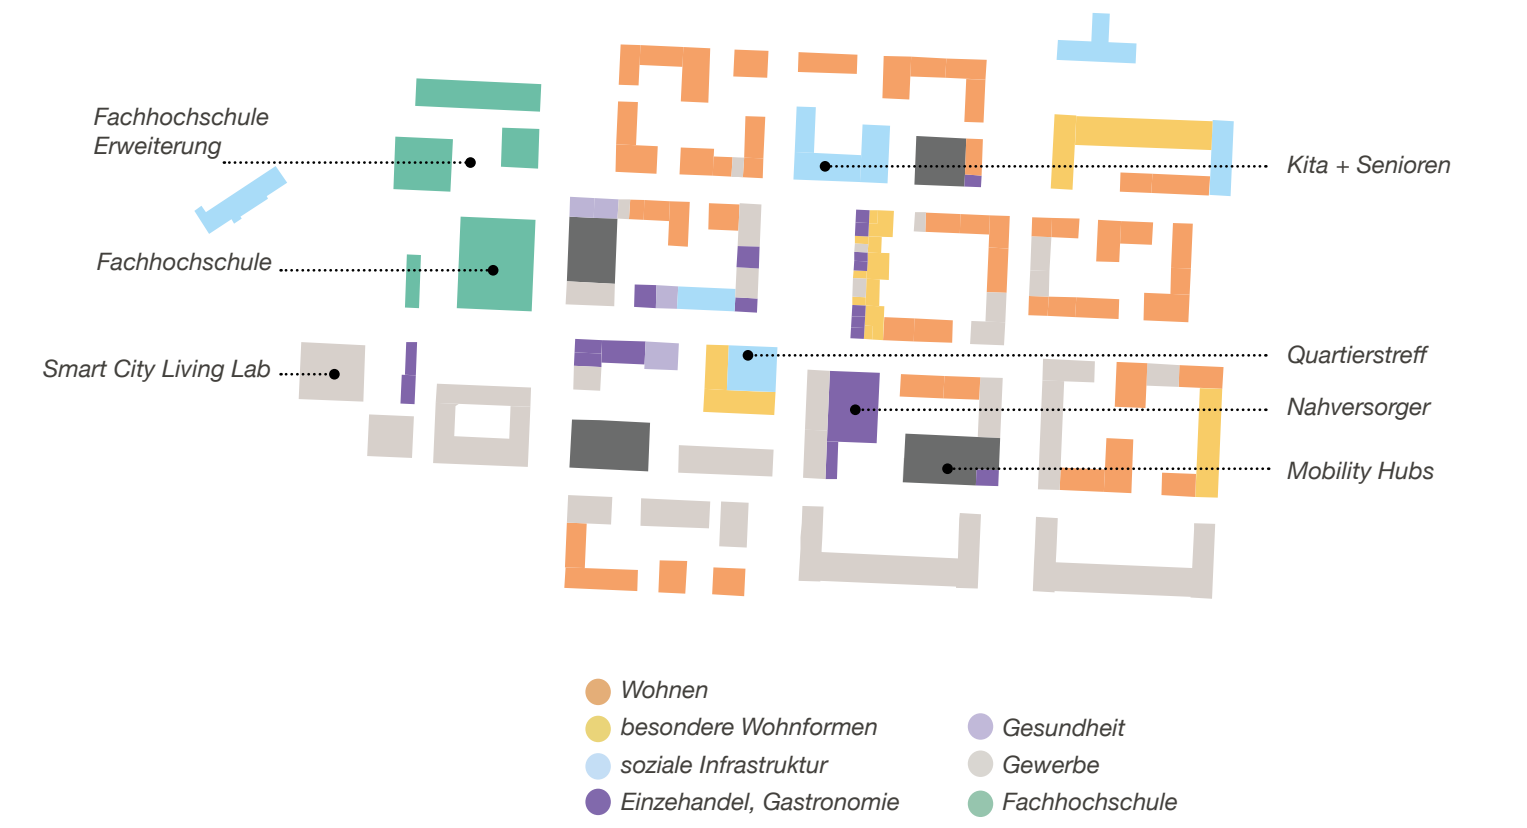 Fachhochschule
Erweiterung
Kita + Senioren
Fachhochschule
Quartierstreff
Smart City Living Lab
Nahversorger
Mobility Hubs
Wohnen
besondere Wohnformen
Gesundheit
soziale Infrastruktur
Gewerbe
Einzehandel, Gastronomie
Fachhochschule